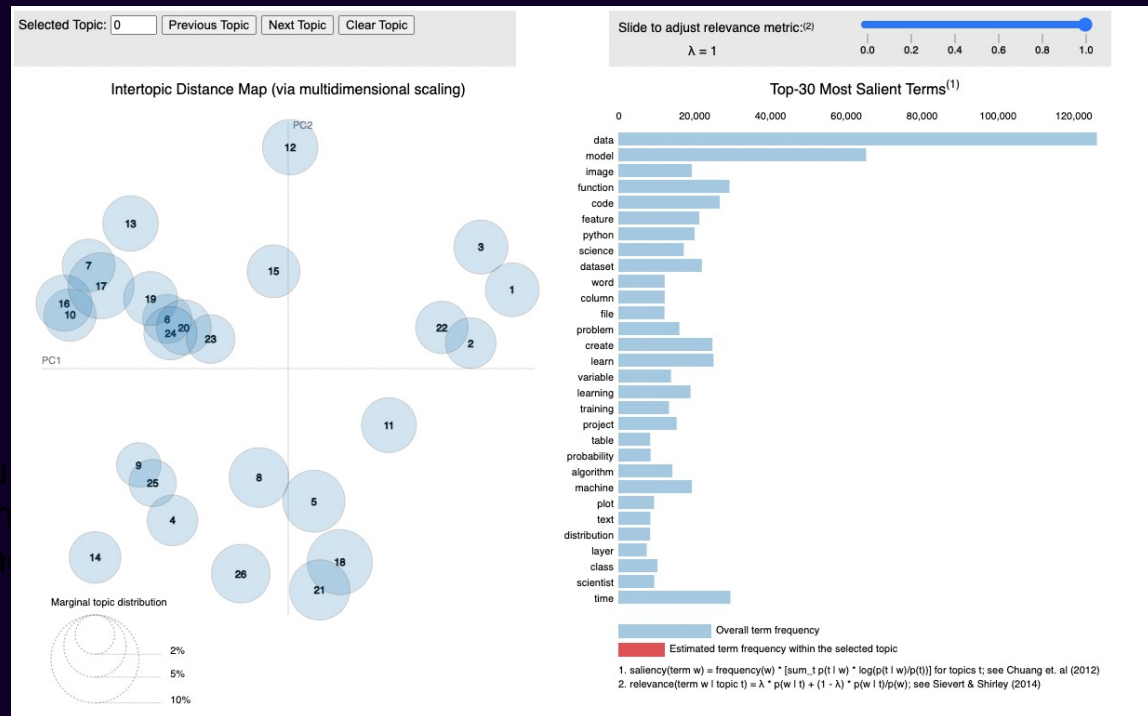 Selected Topic: 0 Previous Topic Next Topic Clear Topic
Slide to adjust relevance metric:(2)
λ = 1
0.0 0.2 0.4 0.6 0.8 1.0
Intertopic Distance Map (via multidimensional scaling)
PC2
12
13
3
7
15
17
1
19
16
10
6
20
22
24
23
2
PC1
11
9
8
25
5
4
14
18
26
21
Marginal topic distribution
2%
5%
10%
Top-30 Most Salient Terms(1)
0 20,000 40,000 60,000 80,000 100,000 120,000
data
model
image
function
code
feature
python
science
dataset
word
column
file
problem
create
learn
variable
learning
training
project
table
probability
algorithm
machine
plot
text
distribution
layer
class
scientist
time
Overall term frequency
Estimated term frequency within the selected topic
1. saliency(term w) = frequency(w) * [sum_t p(t | w) * log(p(t | w)/p(t))] for topics t; see Chuang et. al (2012)
2. relevance(term w | topic t) = λ * p(w | t) + (1 - λ) * p(w | t)/p(w); see Sievert & Shirley (2014)